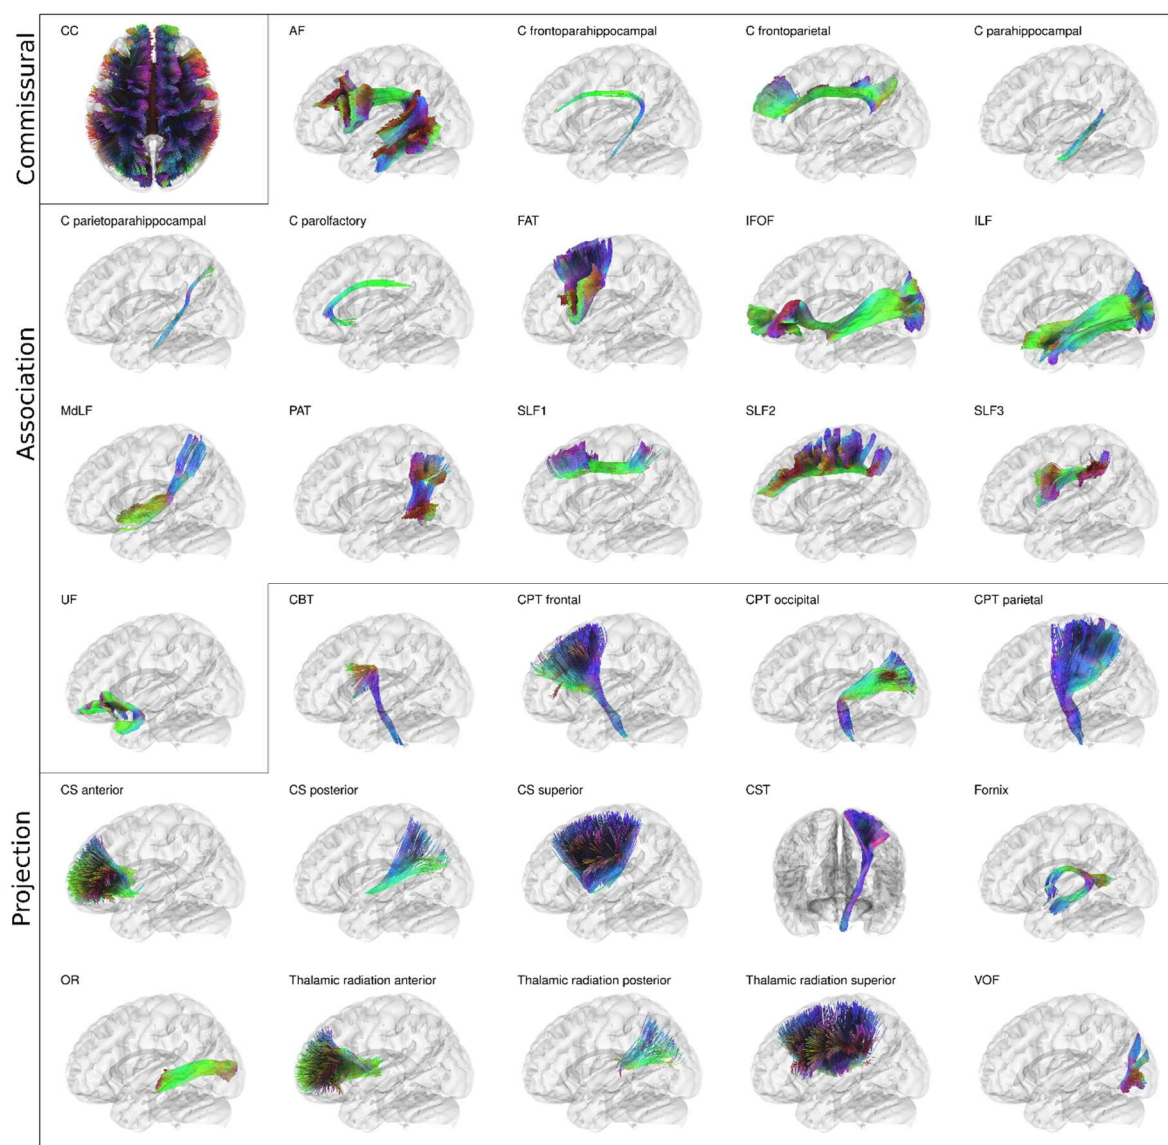 Commissural
CC
AF
C frontoparahippocampal
C frontoparietal
C parahippocampal
Association
C parietoparahippocampal
C parolfactory
FAT
IFOF
ILF
MdLF
PAT
SLF1
SLF2
SLF3
UF
CBT
CPT frontal
CPT occipital
CPT parietal
Projection
CS anterior
CS posterior
CS superior
CST
Fornix
OR
Thalamic radiation anterior
Thalamic radiation posterior
Thalamic radiation superior
VOF